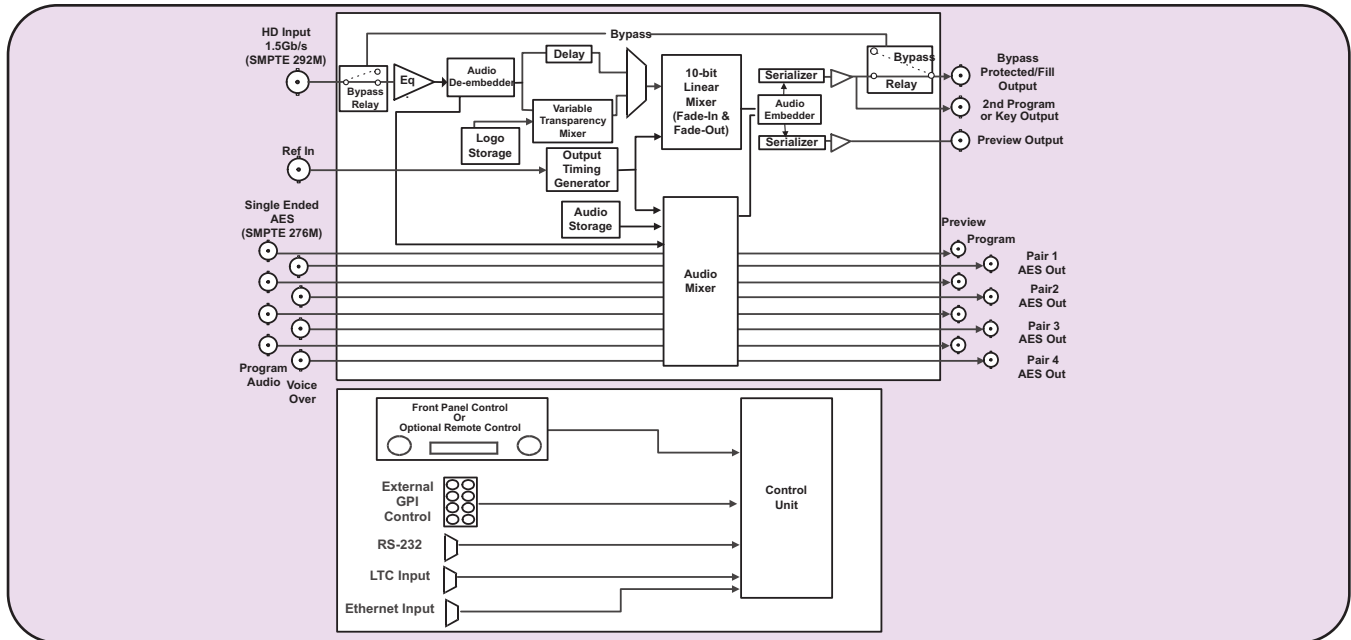 HD Input
1.5Gb/s
(SMPTE 292M)
Bypass
Bypass
Relay
Eq
Audio
De-embedder
Delay
Variable
Transparency
Mixer
Logo
Storage
10-bit
Linear
Mixer
(Fade-In &
Fade-Out)
Serializer
Audio
Embedder
Serializer
Bypass
Relay
Bypass
Protected/Fill
Output
2nd Program
or Key Output
Preview Output
Ref In
Output
Timing
Generator
Single Ended
AES
(SMPTE 276M)
Audio
Storage
Audio
Mixer
Preview
Program
Pair 1
AES Out
Pair2
AES Out
Pair 3
AES Out
Pair 4
AES Out
Program
Audio
Voice
Over
Front Panel Control
Or
Optional Remote Control
External
GPI
Control
RS-232
LTC Input
Ethernet Input
Control
Unit